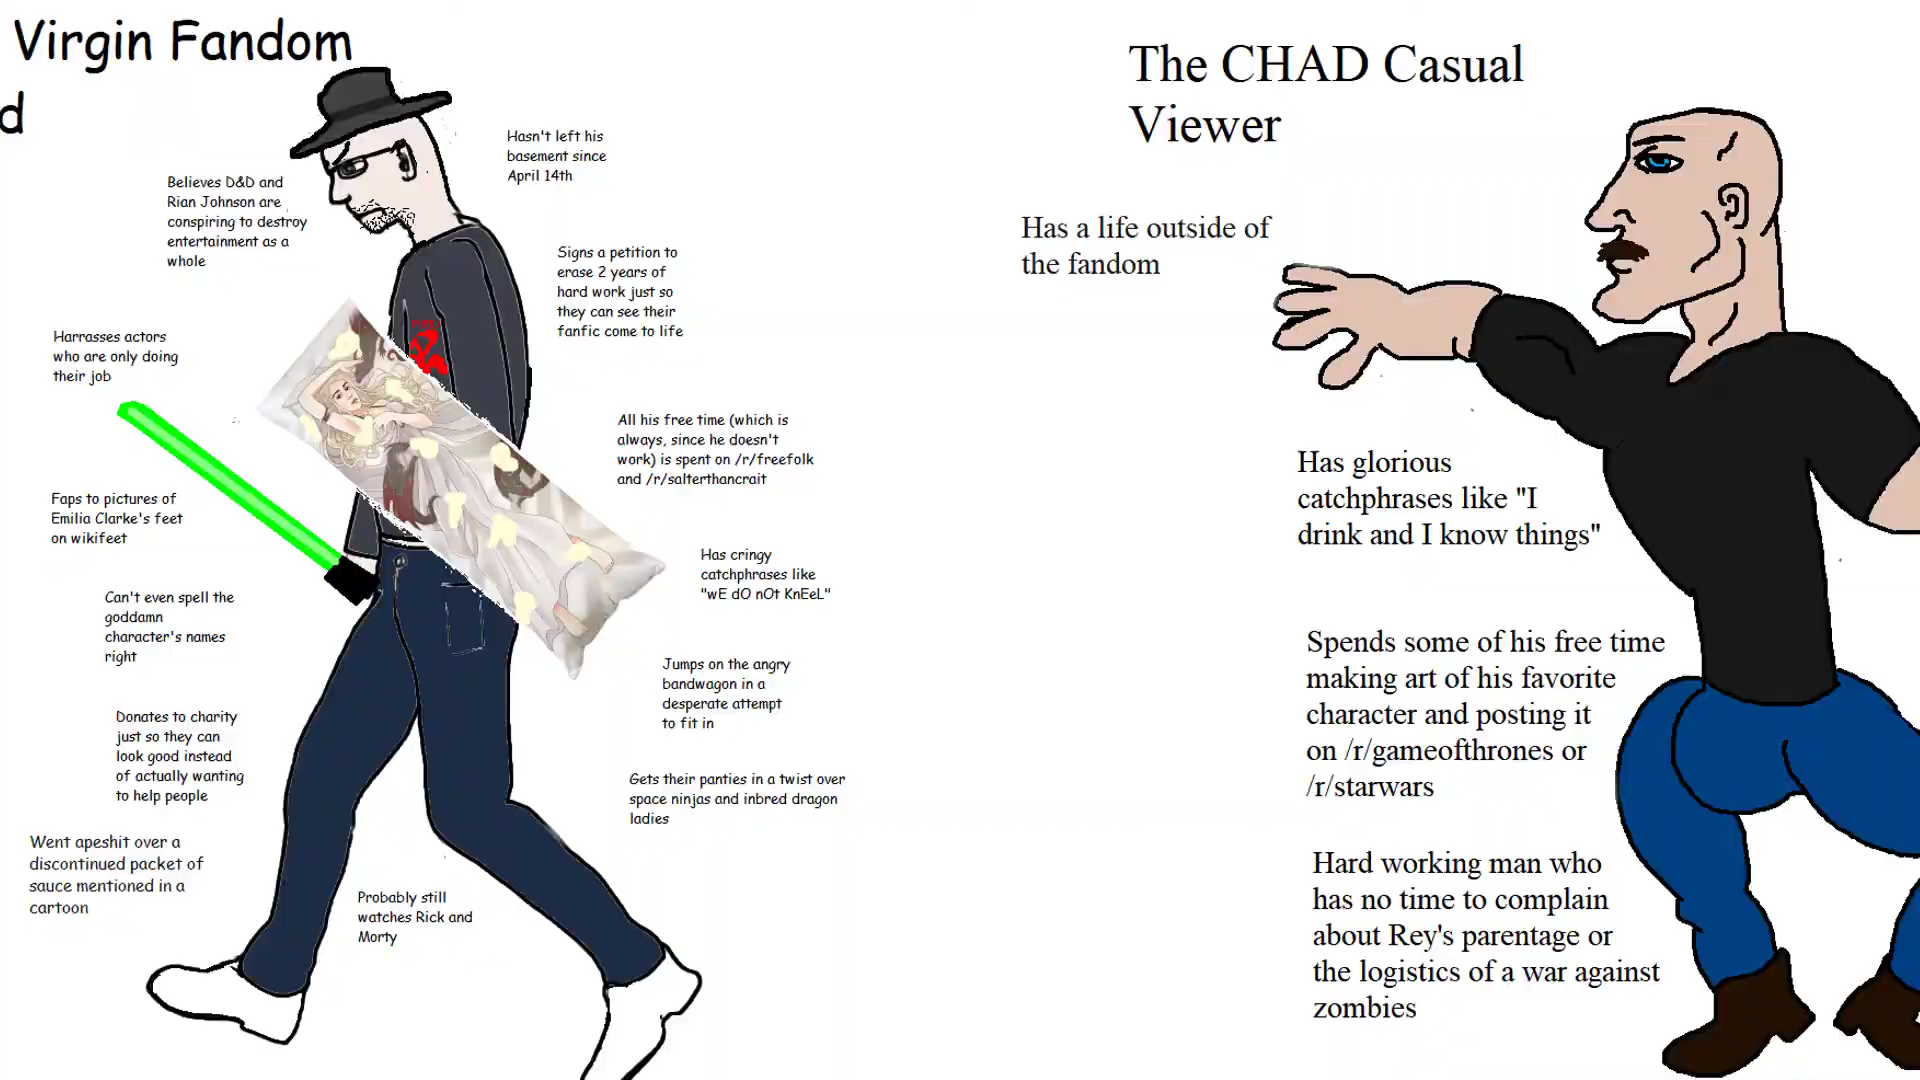 Virgin Fandom
d
Hasn't left his
basement since
April 14th
Believes D&D and
Rian Johnson are
conspiring to destroy
entertainment as a
whole
Signs a petition to
erase 2 years of
hard work just so
they can see their
fanfic come to life
Harrasses actors
who are only doing
their job
All his free time (which is
always, since he doesn't
work) is spent on /r/freefolk
and /r/salterthancrait
Faps to pictures of
Emilia Clarke's feet
on wikifeet
Has cringy
catchphrases like
"wE dO nOt KnEeL"
Can't even spell the
goddamn
character's names
right
Jumps on the angry
bandwagon in a
desperate attempt
to fit in
Donates to charity
just so they can
look good instead
of actually wanting
to help people
Gets their panties in a twist over
space ninjas and inbred dragon
ladies
Went apeshit over a
discontinued packet of
sauce mentioned in a
cartoon
Probably still
watches Rick and
Morty
The CHAD Casual
Viewer
Has a life outside of
the fandom
Has glorious
catchphrases like "I
drink and I know things"
Spends some of his free time
making art of his favorite
character and posting it
on /r/gameofthrones or
/r/starwars
Hard working man who
has no time to complain
about Rey's parentage or
the logistics of a war against
zombies